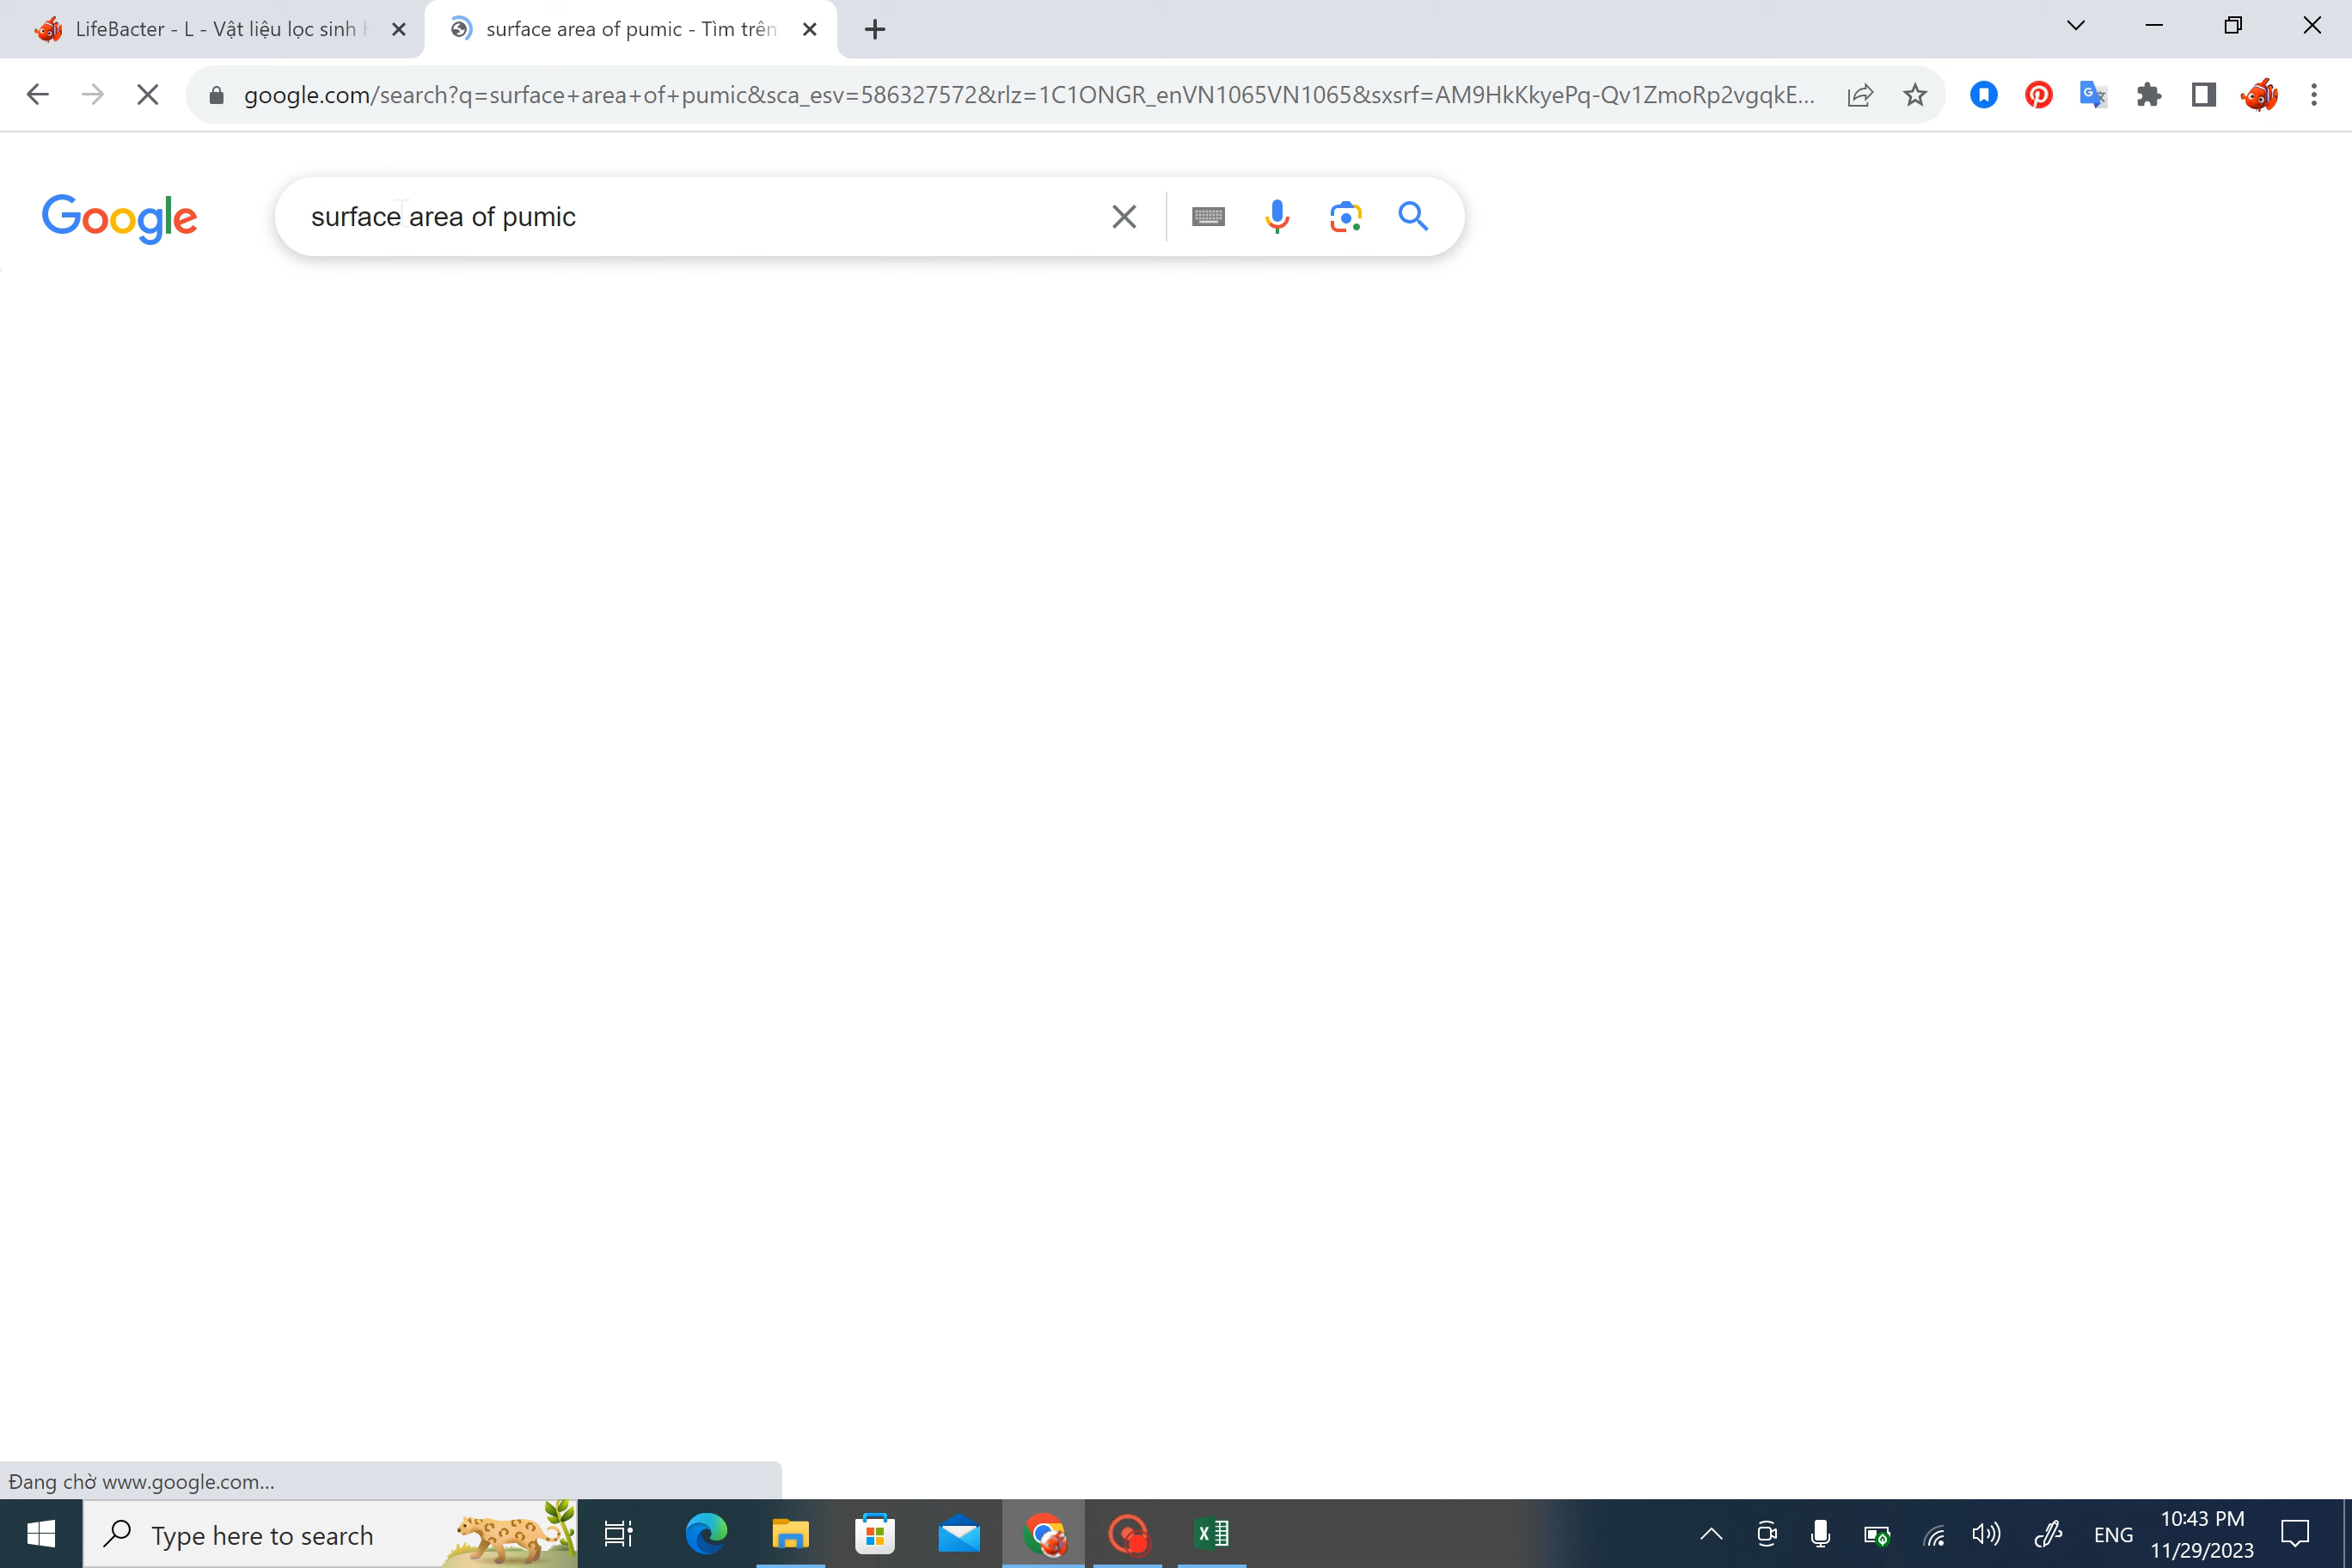 LifeBacter - L - Vật liệu lọc sinh
surface area of pumic - Tìm trên
google.com/search?q=surface+area+of+pumic&sca_esv=586327572&rlz=1C1ONGR_enVN1065VN1065&sxsrf=AM9HkKkyePq-Qv1ZmoRp2vgqkE...
Google
surface area of pumic
Đang chờ www.google.com...
Type here to search
ENG
10:43 PM
11/29/2023